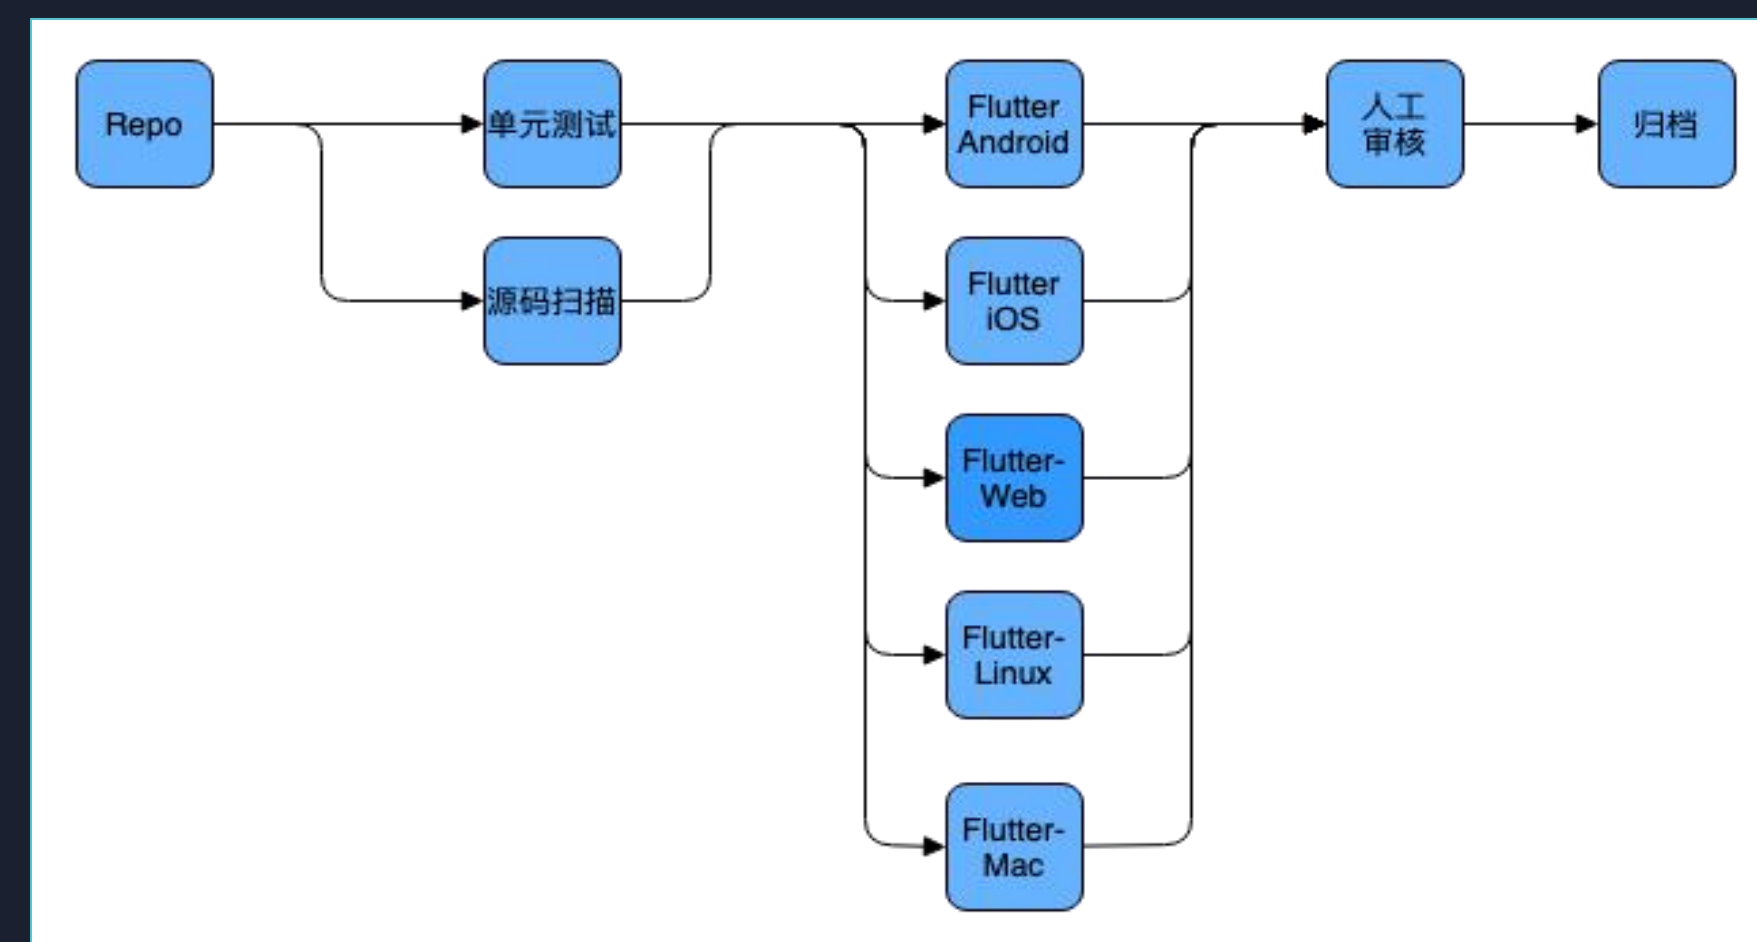 Repo
单元测试
源码扫描
Flutter
Android
Flutter
iOS
Flutter-
Web
Flutter-
Linux
Flutter-
Mac
人工
审核
归档